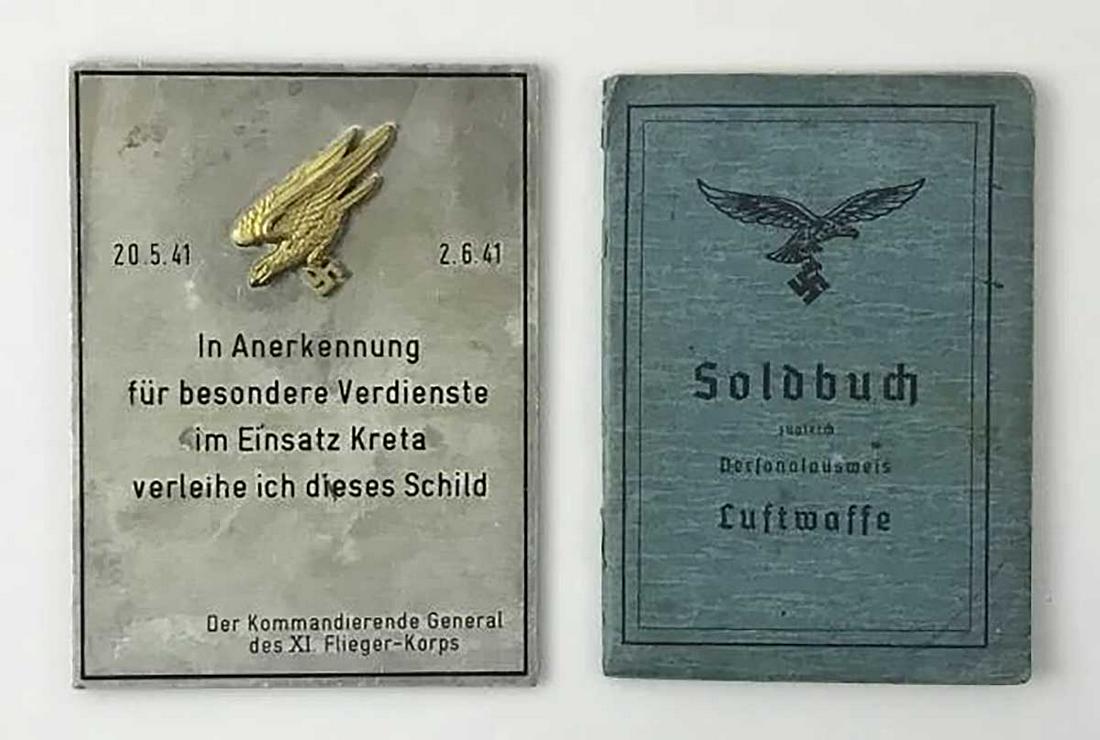 20.5.41 2.6.41
In Anerkennung
für besondere Verdienste
im Einsatz Kreta
verleihe ich dieses Schild
Der Kommandierende General
des XI. Flieger-Korps
Soldbuch
zugleich
Personalausweis
Luftwaffe